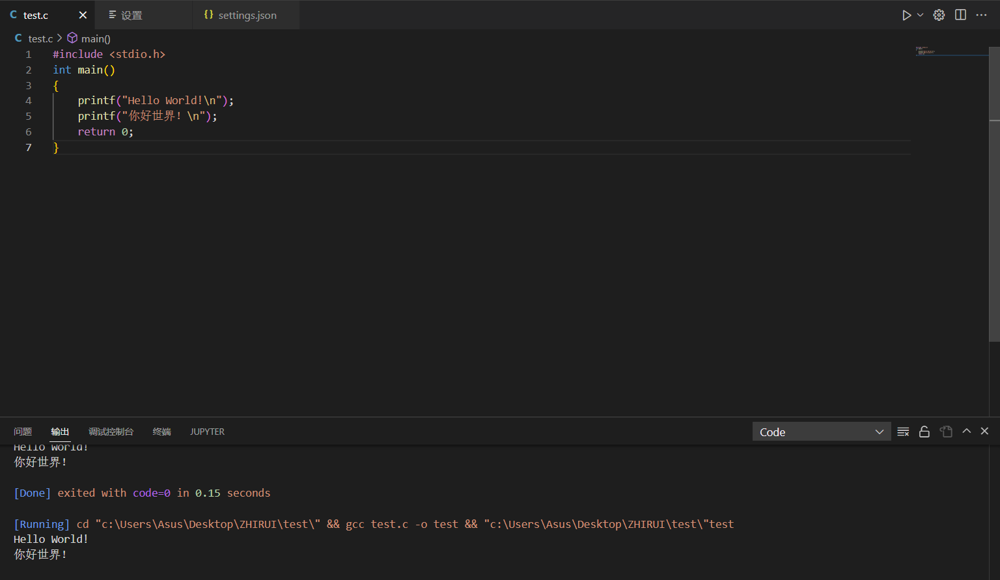 C test.c × 设置 {} settings.json
C test.c > main()
1 #include <stdio.h>
2 int main()
3 {
4     printf("Hello World!\n");
5     printf("你好世界！\n");
6     return 0;
7 }
问题 输出 调试控制台 终端 JUPYTER Code
Hello World!
你好世界！
[Done] exited with code=0 in 0.15 seconds
[Running] cd "c:\Users\Asus\Desktop\ZHIRUI\test\" && gcc test.c -o test && "c:\Users\Asus\Desktop\ZHIRUI\test\"test
Hello World!
你好世界！